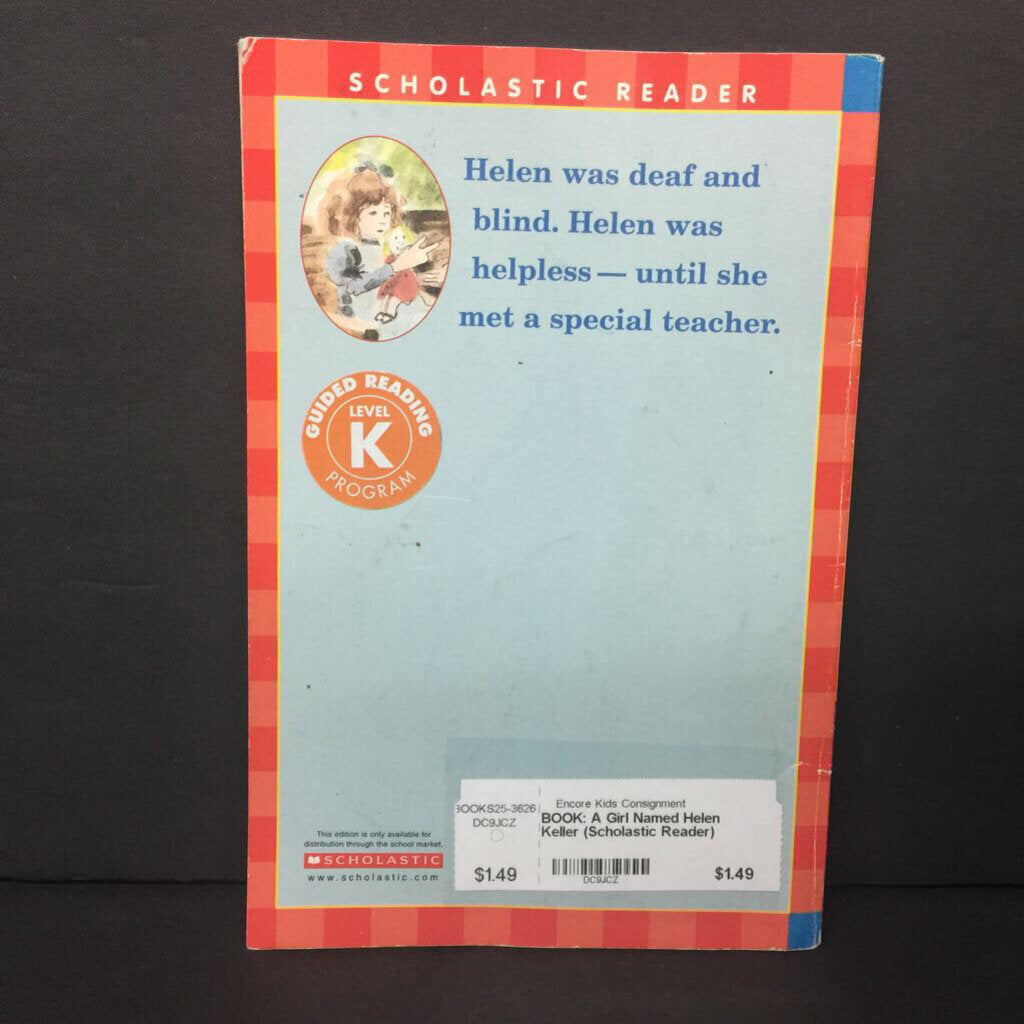 SCHOLASTIC READER
Helen was deaf and
blind. Helen was
helpless — until she
met a special teacher.
GUIDED READING
LEVEL
K
PROGRAM
This edition is only available for
distribution through the school market.
SCHOLASTIC
www.scholastic.com
BOOKS25-3626
DC9JCZ
$1.49
Encore Kids Consignment
BOOK: A Girl Named Helen
Keller (Scholastic Reader)
DC9JCZ
$1.49